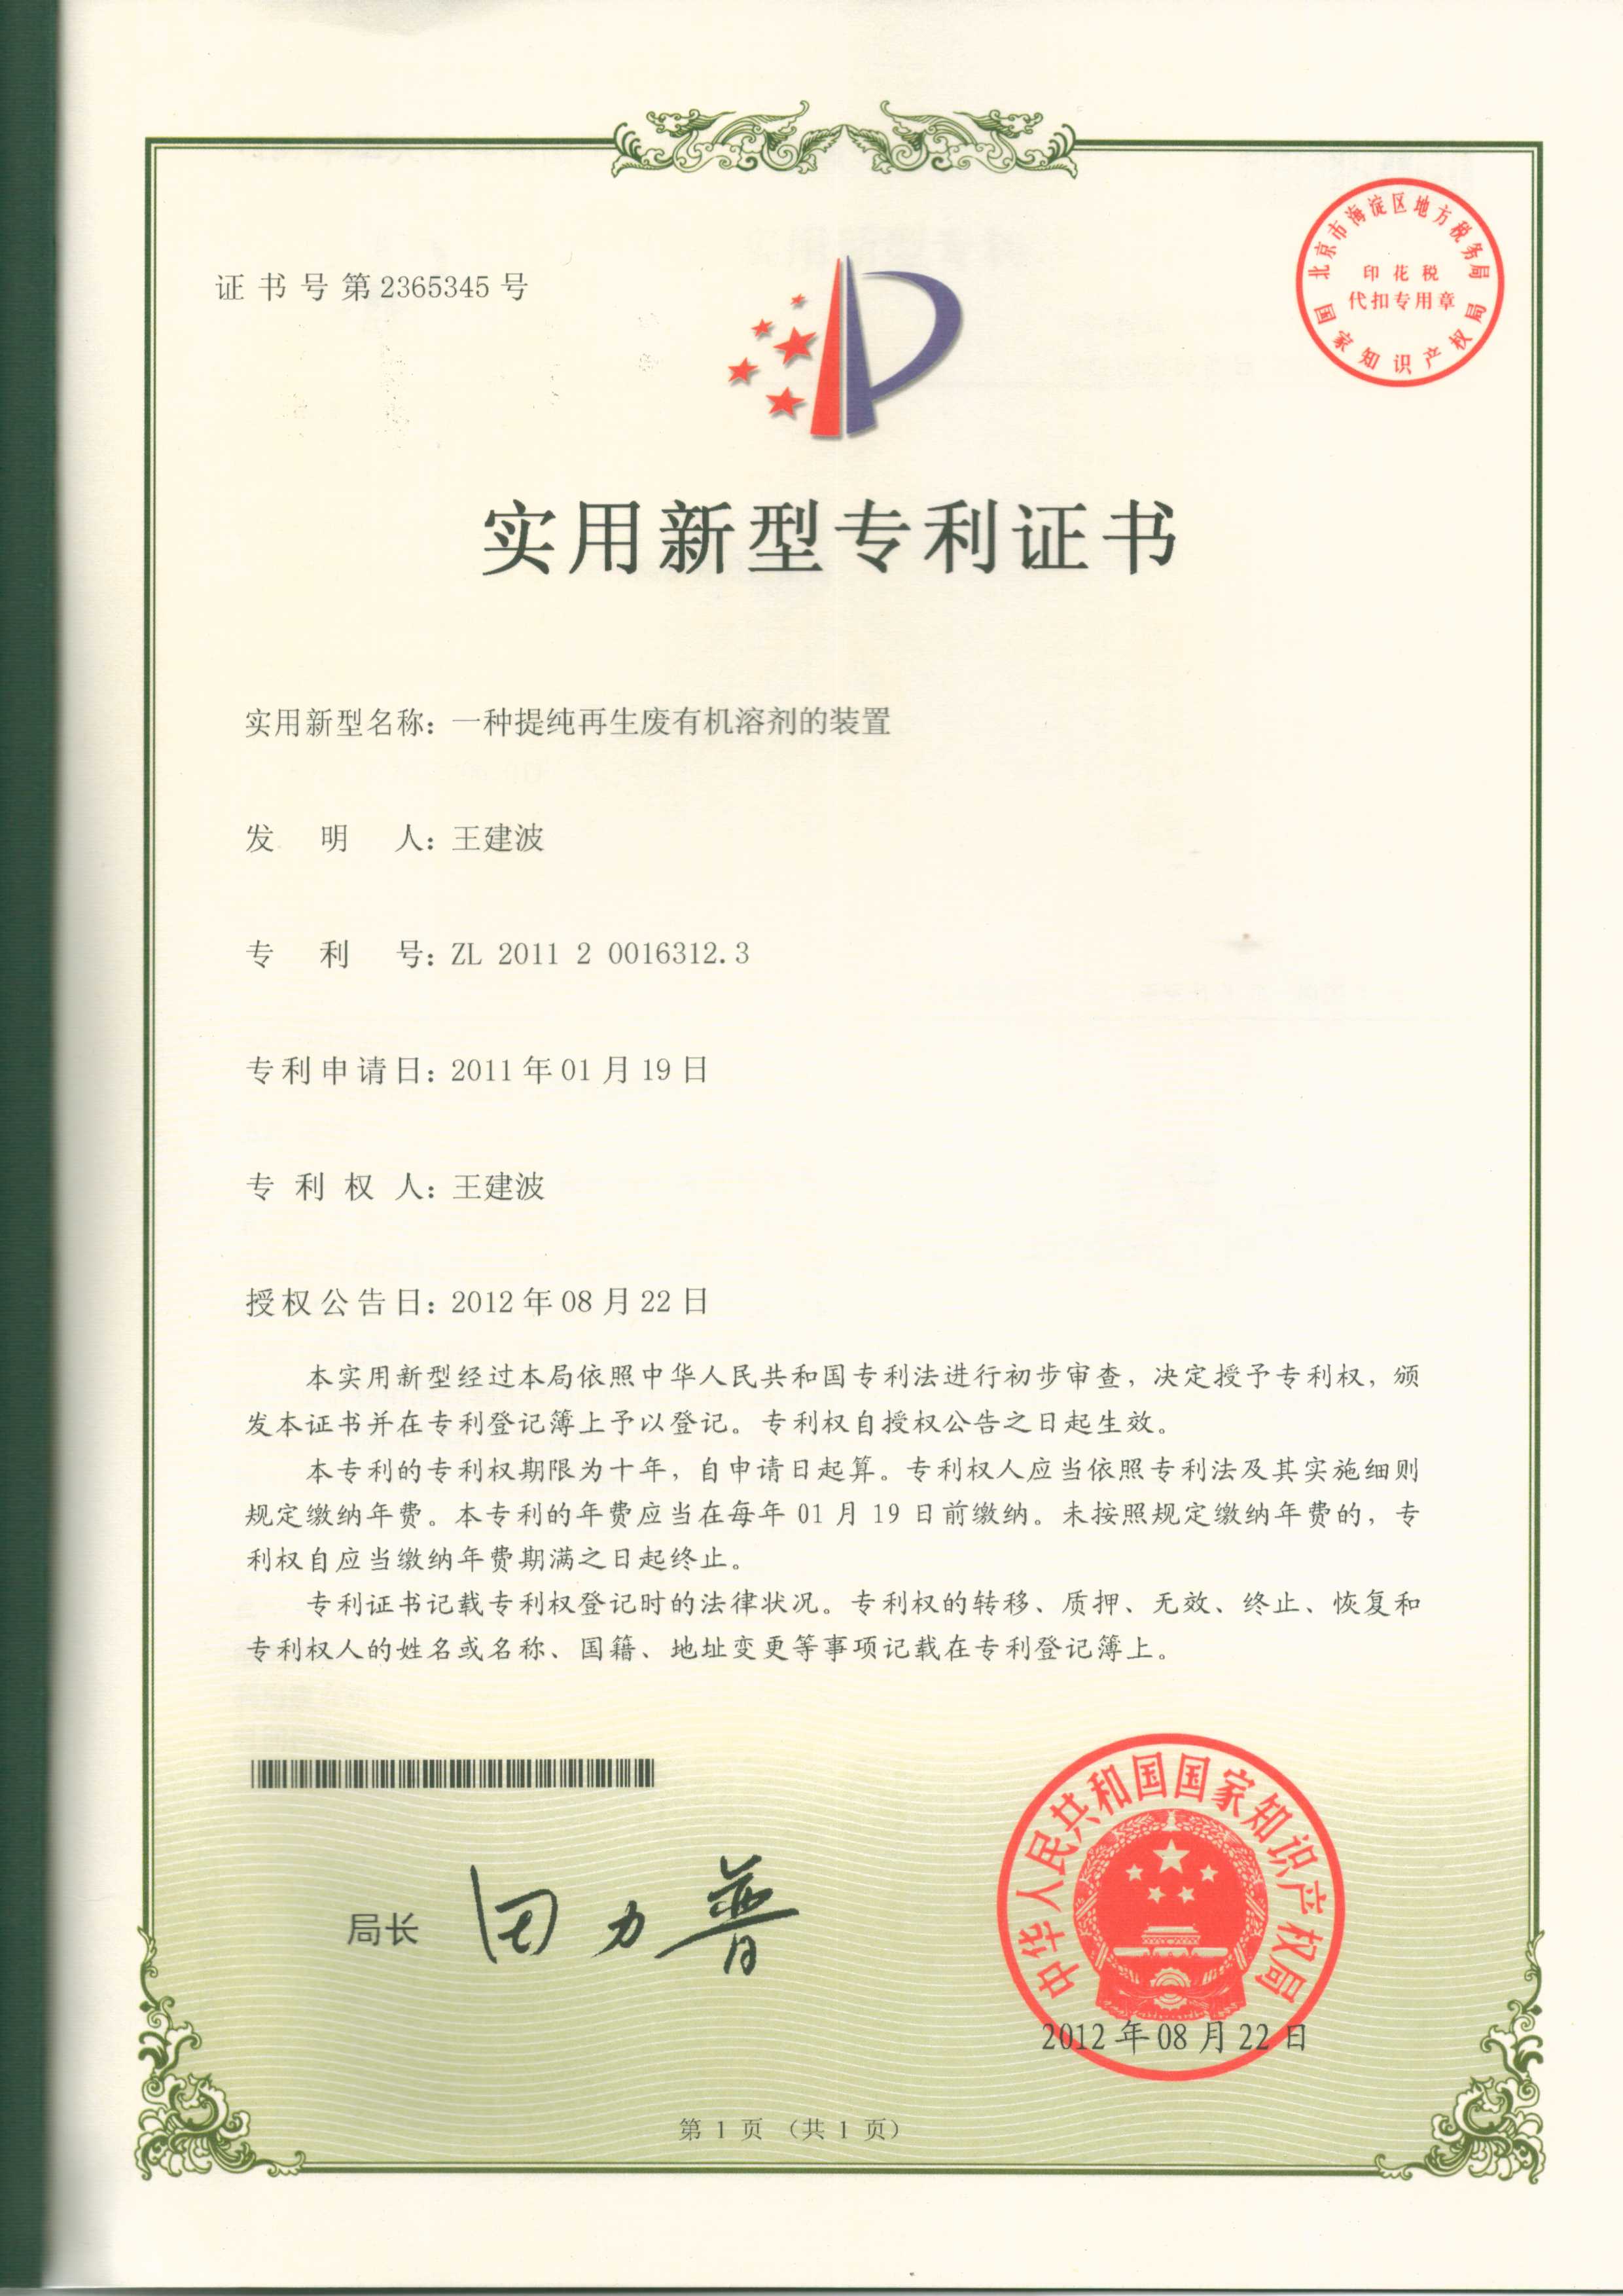 证书号第2365345号
北京市海淀区地方税务局
印花税
代扣专用章
国家知识产权局
实用新型专利证书
实用新型名称：一种提纯再生废有机溶剂的装置
发明人：王建波
专利号：ZL 2011 2 0016312.3
专利申请日：2011年01月19日
专利权人：王建波
授权公告日：2012年08月22日
本实用新型经过本局依照中华人民共和国专利法进行初步审查，决定授予专利权，颁
发本证书并在专利登记簿上予以登记。专利权自授权公告之日起生效。
本专利的专利权期限为十年，自申请日起算。专利权人应当依照专利法及其实施细则
规定缴纳年费。本专利的年费应当在每年01月19日前缴纳。未按照规定缴纳年费的，专
利权自应当缴纳年费期满之日起终止。
专利证书记载专利权登记时的法律状况。专利权的转移、质押、无效、终止、恢复和
专利权人的姓名或名称、国籍、地址变更等事项记载在专利登记簿上。
局长 田力普
中华人民共和国国家知识产权局
2012年08月22日
第1页（共1页）